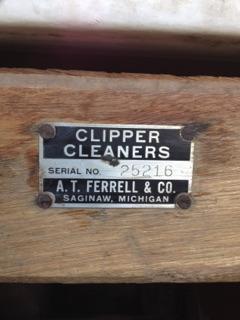 CLIPPER
CLEANERS
SERIAL NO. 25216
A. T. FERRELL & CO.
SAGINAW, MICHIGAN